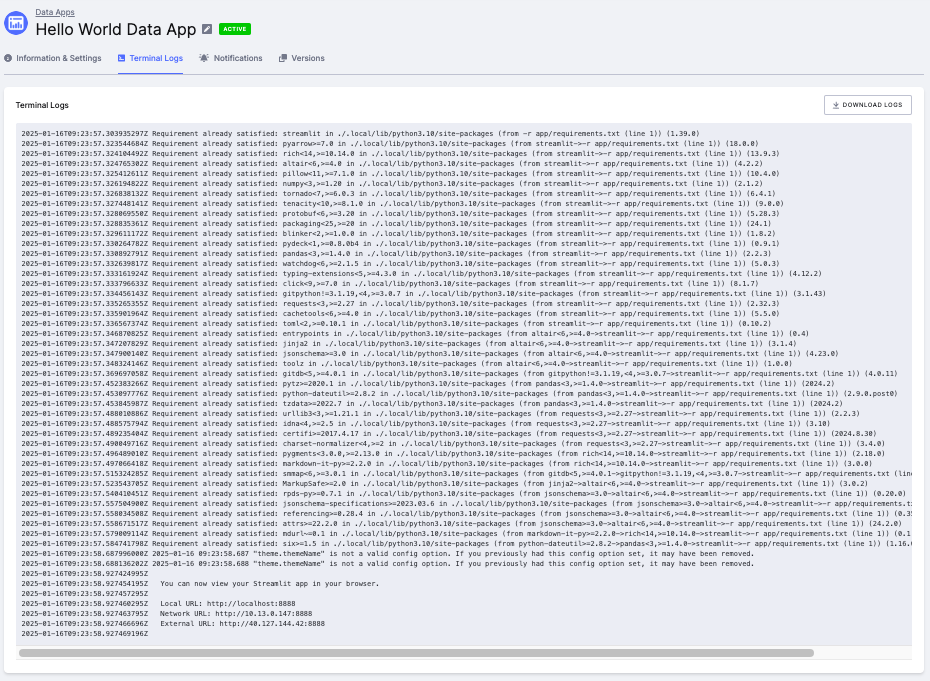 Data Apps
Hello World Data App
ACTIVE
Information & Settings
Terminal Logs
Notifications
Versions
Terminal Logs
DOWNLOAD LOGS
2025-01-16T09:23:57.303935297Z Requirement already satisfied: streamlit in ./.local/lib/python3.10/site-packages (from -r app/requirements.txt (line 1)) (1.39.0)
2025-01-16T09:23:57.323544684Z Requirement already satisfied: pyarrow>=7.0 in ./.local/lib/python3.10/site-packages (from streamlit->-r app/requirements.txt (line 1)) (18.0.0)
2025-01-16T09:23:57.324104492Z Requirement already satisfied: rich<14,>=10.14.0 in ./.local/lib/python3.10/site-packages (from streamlit->-r app/requirements.txt (line 1)) (13.9.3)
2025-01-16T09:23:57.324765302Z Requirement already satisfied: altair<6,>=4.0 in ./.local/lib/python3.10/site-packages (from streamlit->-r app/requirements.txt (line 1)) (4.2.2)
2025-01-16T09:23:57.325412611Z Requirement already satisfied: pillow<11,>=7.1.0 in ./.local/lib/python3.10/site-packages (from streamlit->-r app/requirements.txt (line 1)) (10.4.0)
2025-01-16T09:23:57.326194822Z Requirement already satisfied: numpy<3,>=1.20 in ./.local/lib/python3.10/site-packages (from streamlit->-r app/requirements.txt (line 1)) (2.1.2)
2025-01-16T09:23:57.326838132Z Requirement already satisfied: tornado<7,>=6.0.3 in ./.local/lib/python3.10/site-packages (from streamlit->-r app/requirements.txt (line 1)) (6.4.1)
2025-01-16T09:23:57.327448141Z Requirement already satisfied: tenacity<10,>=8.1.0 in ./.local/lib/python3.10/site-packages (from streamlit->-r app/requirements.txt (line 1)) (9.0.0)
2025-01-16T09:23:57.328069550Z Requirement already satisfied: protobuf<6,>=3.20 in ./.local/lib/python3.10/site-packages (from streamlit->-r app/requirements.txt (line 1)) (5.28.3)
2025-01-16T09:23:57.328835361Z Requirement already satisfied: packaging<25,>=20 in ./.local/lib/python3.10/site-packages (from streamlit->-r app/requirements.txt (line 1)) (24.1)
2025-01-16T09:23:57.329611172Z Requirement already satisfied: blinker<2,>=1.0.0 in ./.local/lib/python3.10/site-packages (from streamlit->-r app/requirements.txt (line 1)) (1.8.2)
2025-01-16T09:23:57.330264782Z Requirement already satisfied: pydeck<1,>=0.8.0b4 in ./.local/lib/python3.10/site-packages (from streamlit->-r app/requirements.txt (line 1)) (0.9.1)
2025-01-16T09:23:57.330892791Z Requirement already satisfied: pandas<3,>=1.4.0 in ./.local/lib/python3.10/site-packages (from streamlit->-r app/requirements.txt (line 1)) (2.2.3)
2025-01-16T09:23:57.332639817Z Requirement already satisfied: watchdog<6,>=2.1.5 in ./.local/lib/python3.10/site-packages (from streamlit->-r app/requirements.txt (line 1)) (5.0.3)
2025-01-16T09:23:57.333161924Z Requirement already satisfied: typing-extensions<5,>=4.3.0 in ./.local/lib/python3.10/site-packages (from streamlit->-r app/requirements.txt (line 1)) (4.12.2)
2025-01-16T09:23:57.333796633Z Requirement already satisfied: click<9,>=7.0 in ./.local/lib/python3.10/site-packages (from streamlit->-r app/requirements.txt (line 1)) (8.1.7)
2025-01-16T09:23:57.334456143Z Requirement already satisfied: gitpython!=3.1.19,<4,>=3.0.7 in ./.local/lib/python3.10/site-packages (from streamlit->-r app/requirements.txt (line 1)) (3.1.43)
2025-01-16T09:23:57.335265355Z Requirement already satisfied: requests<3,>=2.27 in ./.local/lib/python3.10/site-packages (from streamlit->-r app/requirements.txt (line 1)) (2.32.3)
2025-01-16T09:23:57.335901964Z Requirement already satisfied: cachetools<6,>=4.0 in ./.local/lib/python3.10/site-packages (from streamlit->-r app/requirements.txt (line 1)) (5.5.0)
2025-01-16T09:23:57.336567374Z Requirement already satisfied: toml<2,>=0.10.1 in ./.local/lib/python3.10/site-packages (from streamlit->-r app/requirements.txt (line 1)) (0.10.2)
2025-01-16T09:23:57.346870825Z Requirement already satisfied: entrypoints in ./.local/lib/python3.10/site-packages (from altair<6,>=4.0->streamlit->-r app/requirements.txt (line 1)) (0.4)
2025-01-16T09:23:57.347207829Z Requirement already satisfied: jinja2 in ./.local/lib/python3.10/site-packages (from altair<6,>=4.0->streamlit->-r app/requirements.txt (line 1)) (3.1.4)
2025-01-16T09:23:57.347900140Z Requirement already satisfied: jsonschema>=3.0 in ./.local/lib/python3.10/site-packages (from altair<6,>=4.0->streamlit->-r app/requirements.txt (line 1)) (4.23.0)
2025-01-16T09:23:57.348324146Z Requirement already satisfied: toolz in ./.local/lib/python3.10/site-packages (from altair<6,>=4.0->streamlit->-r app/requirements.txt (line 1)) (1.0.0)
2025-01-16T09:23:57.369697058Z Requirement already satisfied: gitdb<5,>=4.0.1 in ./.local/lib/python3.10/site-packages (from gitpython!=3.1.19,<4,>=3.0.7->streamlit->-r app/requirements.txt (line 1)) (4.0.11)
2025-01-16T09:23:57.452383266Z Requirement already satisfied: pytz>=2020.1 in ./.local/lib/python3.10/site-packages (from pandas<3,>=1.4.0->streamlit->-r app/requirements.txt (line 1)) (2024.2)
2025-01-16T09:23:57.453097776Z Requirement already satisfied: python-dateutil>=2.8.2 in ./.local/lib/python3.10/site-packages (from pandas<3,>=1.4.0->streamlit->-r app/requirements.txt (line 1)) (2.9.0.post0)
2025-01-16T09:23:57.453845987Z Requirement already satisfied: tzdata>=2022.7 in ./.local/lib/python3.10/site-packages (from pandas<3,>=1.4.0->streamlit->-r app/requirements.txt (line 1)) (2024.2)
2025-01-16T09:23:57.488010886Z Requirement already satisfied: urllib3<3,>=1.21.1 in ./.local/lib/python3.10/site-packages (from requests<3,>=2.27->streamlit->-r app/requirements.txt (line 1)) (2.2.3)
2025-01-16T09:23:57.488575794Z Requirement already satisfied: idna<4,>=2.5 in ./.local/lib/python3.10/site-packages (from requests<3,>=2.27->streamlit->-r app/requirements.txt (line 1)) (3.10)
2025-01-16T09:23:57.489235404Z Requirement already satisfied: certifi>=2017.4.17 in ./.local/lib/python3.10/site-packages (from requests<3,>=2.27->streamlit->-r app/requirements.txt (line 1)) (2024.8.30)
2025-01-16T09:23:57.490049716Z Requirement already satisfied: charset-normalizer<4,>=2 in ./.local/lib/python3.10/site-packages (from requests<3,>=2.27->streamlit->-r app/requirements.txt (line 1)) (3.4.0)
2025-01-16T09:23:57.496489010Z Requirement already satisfied: pygments<3.0.0,>=2.13.0 in ./.local/lib/python3.10/site-packages (from rich<14,>=10.14.0->streamlit->-r app/requirements.txt (line 1)) (2.18.0)
2025-01-16T09:23:57.497066418Z Requirement already satisfied: markdown-it-py>=2.2.0 in ./.local/lib/python3.10/site-packages (from rich<14,>=10.14.0->streamlit->-r app/requirements.txt (line 1)) (3.0.0)
2025-01-16T09:23:57.515324285Z Requirement already satisfied: smmap<6,>=3.0.1 in ./.local/lib/python3.10/site-packages (from gitdb<5,>=4.0.1->gitpython!=3.1.19,<4,>=3.0.7->streamlit->-r app/requirements.txt (line
2025-01-16T09:23:57.523543705Z Requirement already satisfied: MarkupSafe>=2.0 in ./.local/lib/python3.10/site-packages (from jinja2->altair<6,>=4.0->streamlit->-r app/requirements.txt (line 1)) (3.0.2)
2025-01-16T09:23:57.540410451Z Requirement already satisfied: rpds-py>=0.7.1 in ./.local/lib/python3.10/site-packages (from jsonschema>=3.0->altair<6,>=4.0->streamlit->-r app/requirements.txt (line 1)) (0.20.0)
2025-01-16T09:23:57.557504900Z Requirement already satisfied: jsonschema-specifications>=2023.03.6 in ./.local/lib/python3.10/site-packages (from jsonschema>=3.0->altair<6,>=4.0->streamlit->-r app/requirements.t
2025-01-16T09:23:57.558034508Z Requirement already satisfied: referencing>=0.28.4 in ./.local/lib/python3.10/site-packages (from jsonschema>=3.0->altair<6,>=4.0->streamlit->-r app/requirements.txt (line 1)) (0.3
2025-01-16T09:23:57.558671517Z Requirement already satisfied: attrs>=22.2.0 in ./.local/lib/python3.10/site-packages (from jsonschema>=3.0->altair<6,>=4.0->streamlit->-r app/requirements.txt (line 1)) (24.2.0)
2025-01-16T09:23:57.579009114Z Requirement already satisfied: mdurl~=0.1 in ./.local/lib/python3.10/site-packages (from markdown-it-py>=2.2.0->rich<14,>=10.14.0->streamlit->-r app/requirements.txt (line 1)) (0.1
2025-01-16T09:23:57.584741798Z Requirement already satisfied: six>=1.5 in ./.local/lib/python3.10/site-packages (from python-dateutil>=2.8.2->pandas<3,>=1.4.0->streamlit->-r app/requirements.txt (line 1)) (1.16.
2025-01-16T09:23:58.687996000Z 2025-01-16 09:23:58.687 "theme.themeName" is not a valid config option. If you previously had this config option set, it may have been removed.
2025-01-16T09:23:58.688136202Z 2025-01-16 09:23:58.688 "theme.themeName" is not a valid config option. If you previously had this config option set, it may have been removed.
2025-01-16T09:23:58.927424995Z
2025-01-16T09:23:58.927454195Z   You can now view your Streamlit app in your browser.
2025-01-16T09:23:58.927457295Z
2025-01-16T09:23:58.927460295Z   Local URL: http://localhost:8888
2025-01-16T09:23:58.927463795Z   Network URL: http://10.13.0.147:8888
2025-01-16T09:23:58.927466696Z   External URL: http://40.127.144.42:8888
2025-01-16T09:23:58.927469196Z